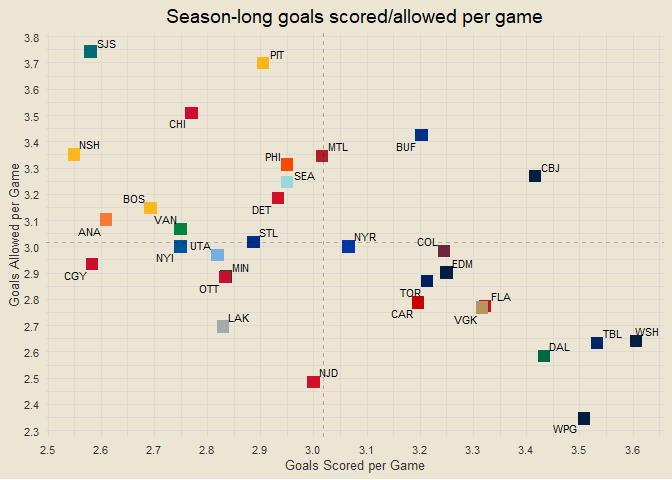 Season-long goals scored/allowed per game
3.8
SJS
3.7
PIT
3.6
3.5
CHI
3.4
BUF
NSH
MTL
3.3
PHI
CBJ
SEA
3.2
BOS
DET
3.1
ANA
VAN
STL
NYR
3.0
NYI
UTA
COL
CGY
MIN
EDM
2.9
OTT
TOR
FLA
2.8
CAR
VGK
LAK
2.7
TBL
WSH
DAL
2.6
2.5
NJD
2.4
WPG
2.3
Goals Allowed per Game
2.5 2.6 2.7 2.8 2.9 3.0 3.1 3.2 3.3 3.4 3.5 3.6
Goals Scored per Game